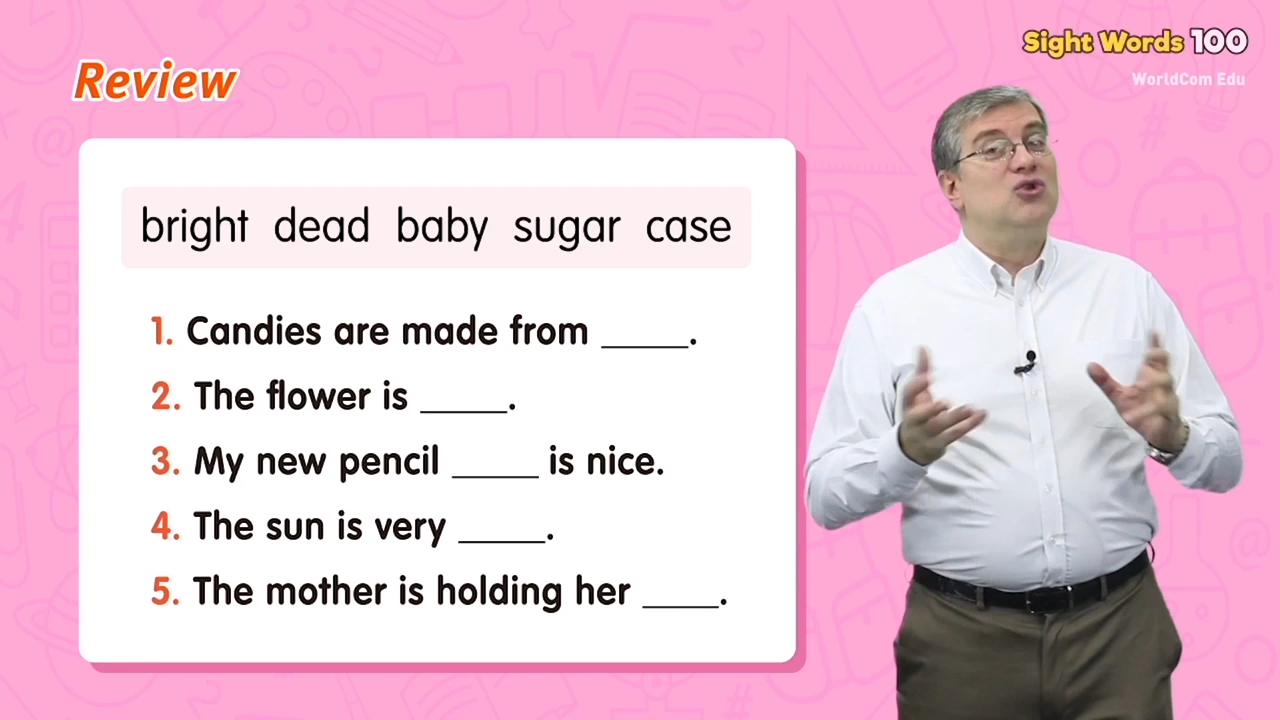 Sight Words 100
WorldCom Edu
Review
bright dead baby sugar case
1. Candies are made from _____.
2. The flower is _____.
3. My new pencil _____ is nice.
4. The sun is very _____.
5. The mother is holding her ____.